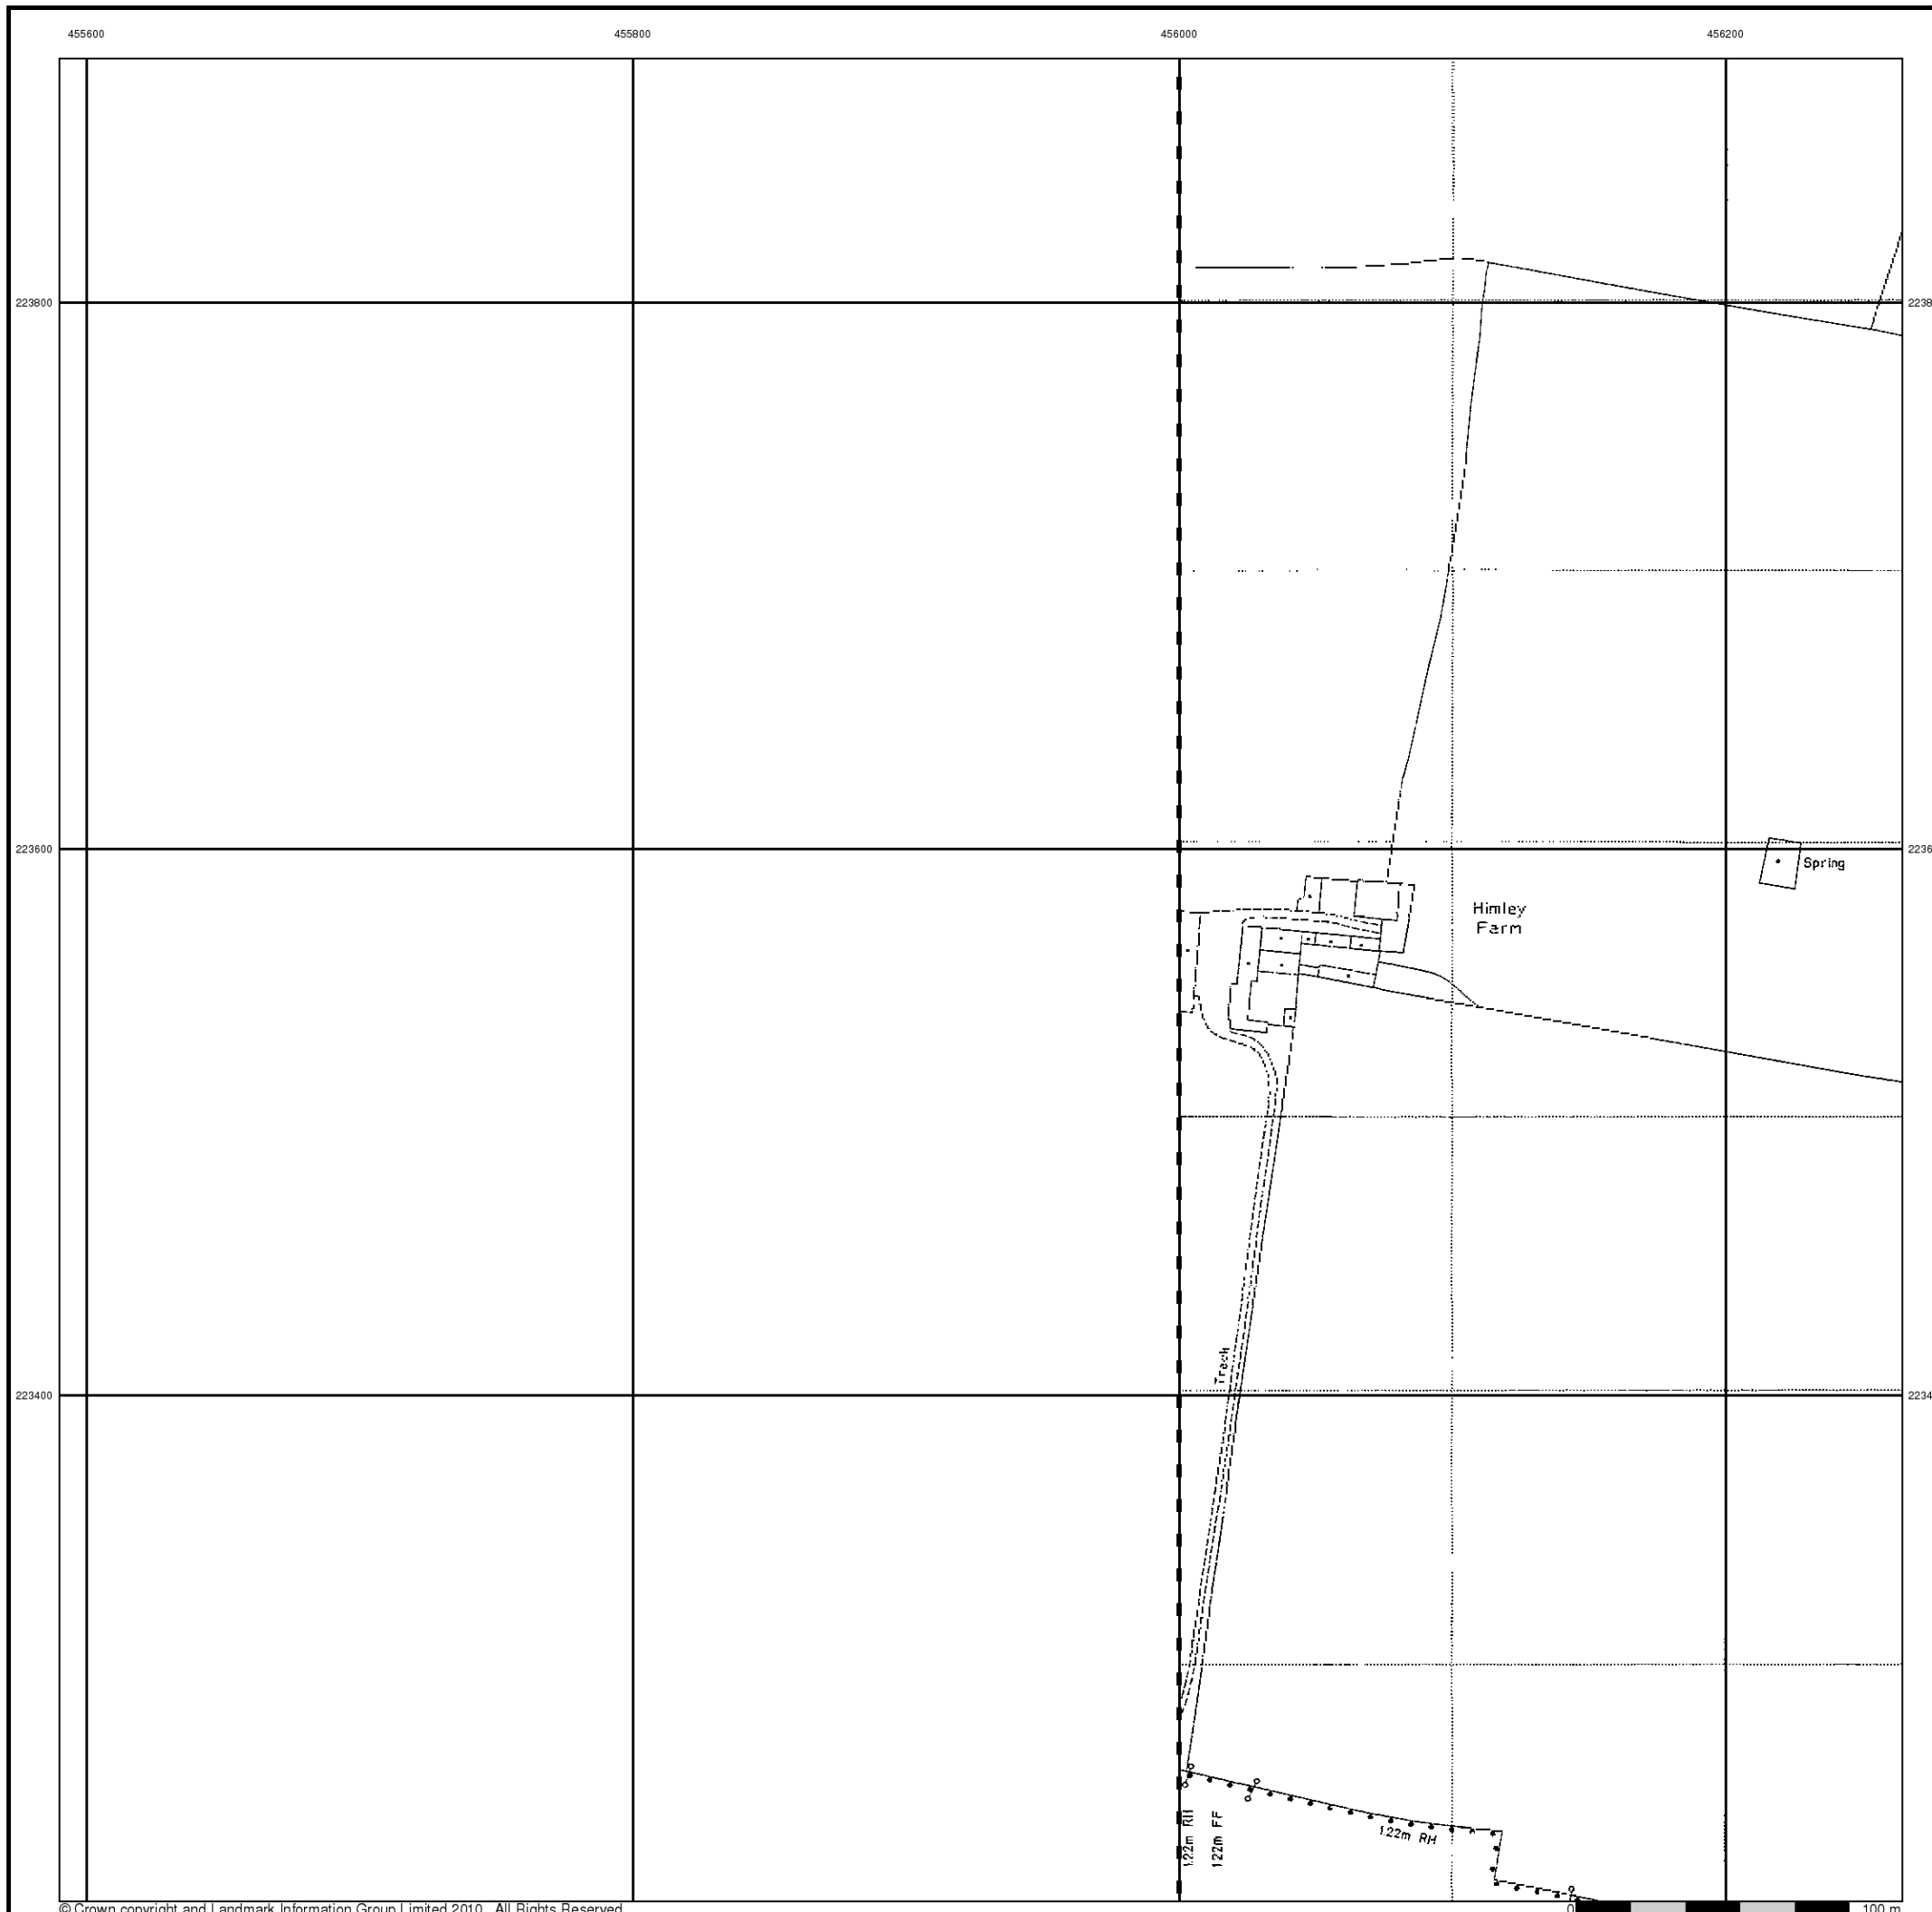 455600 455800 456000 456200
223800 2238
223600 2236
Spring
Himley
Farm
Track
223400 2234
1.22m RH
1.22m FF
1.22m RH
© Crown copyright and Landmark Information Group Limited 2010. All Rights Reserved.
0 100 m